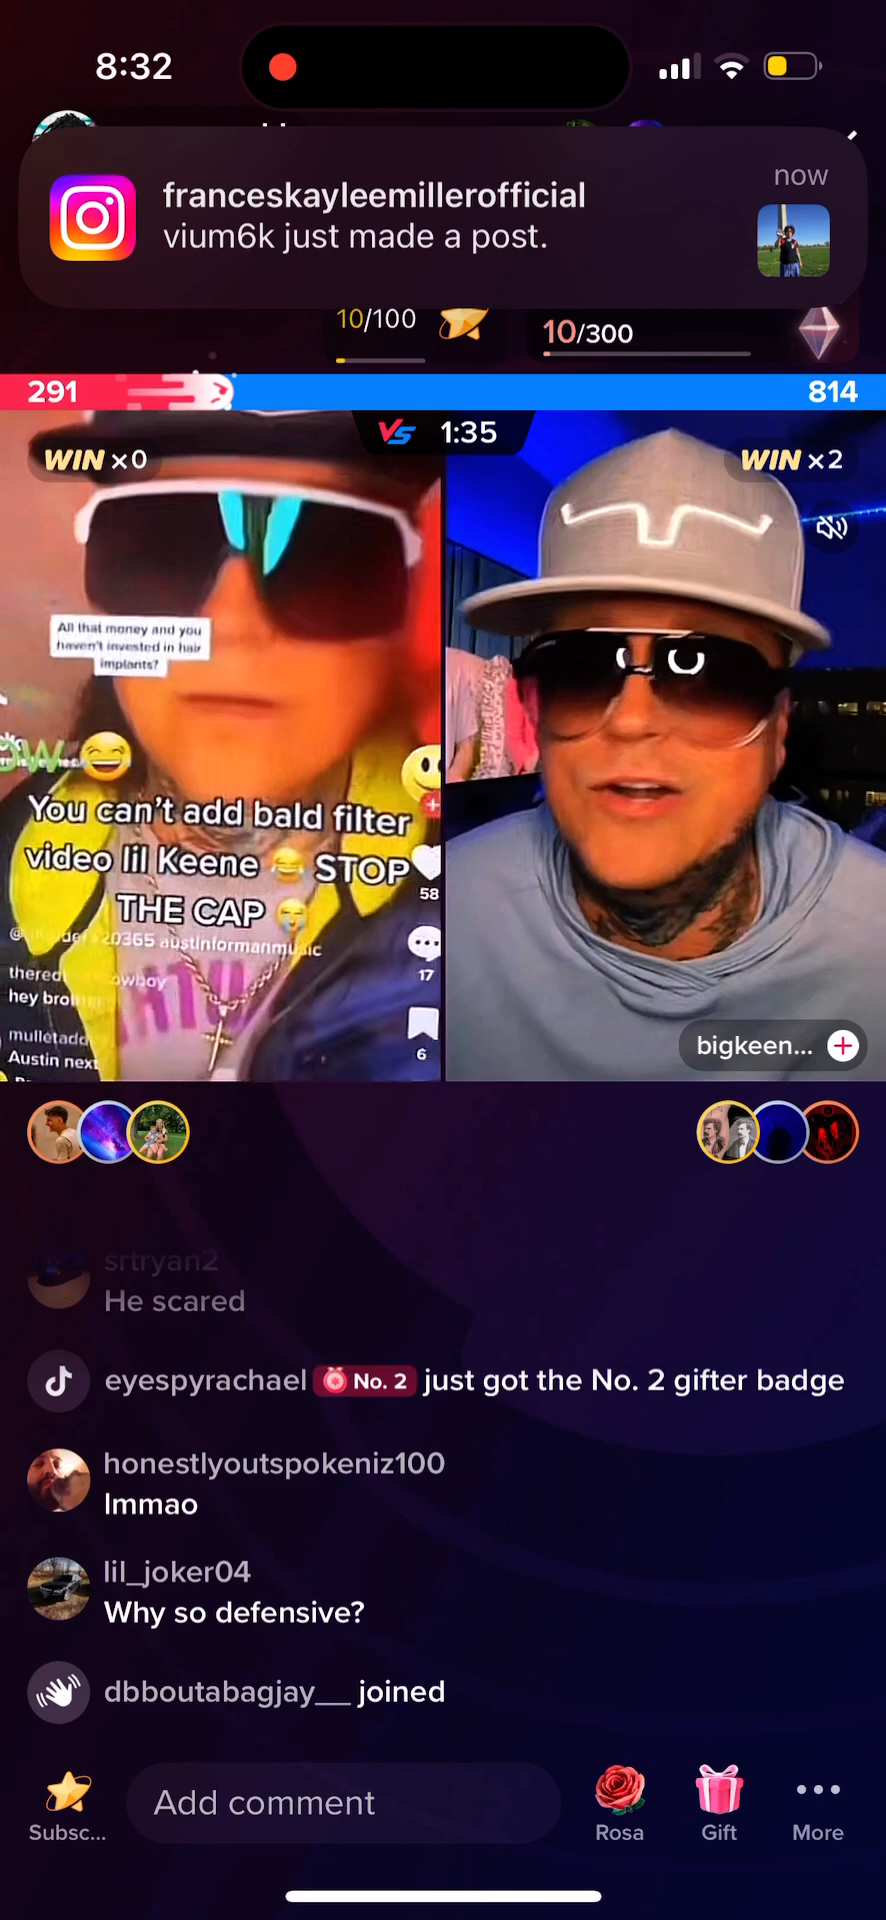 8:32
franceskayleemillerofficial
now
vium6k just made a post.
10/100
10/300
291
814
VS 1:35
WIN x0
WIN x2
All that money and you
haven't invested in hair
implants?
You can't add bald filter
video lil Keene 😂 STOP
THE CAP 😭
58
austinformanmusic
17
hey bro
mulletadd
Austin next
6
bigkeen...
srtryan2
He scared
eyespyrachael No. 2 just got the No. 2 gifter badge
honestlyoutspokeniz100
lmmao
lil_joker04
Why so defensive?
dbboutabagjay__ joined
Subsc...
Add comment
Rosa
Gift
More